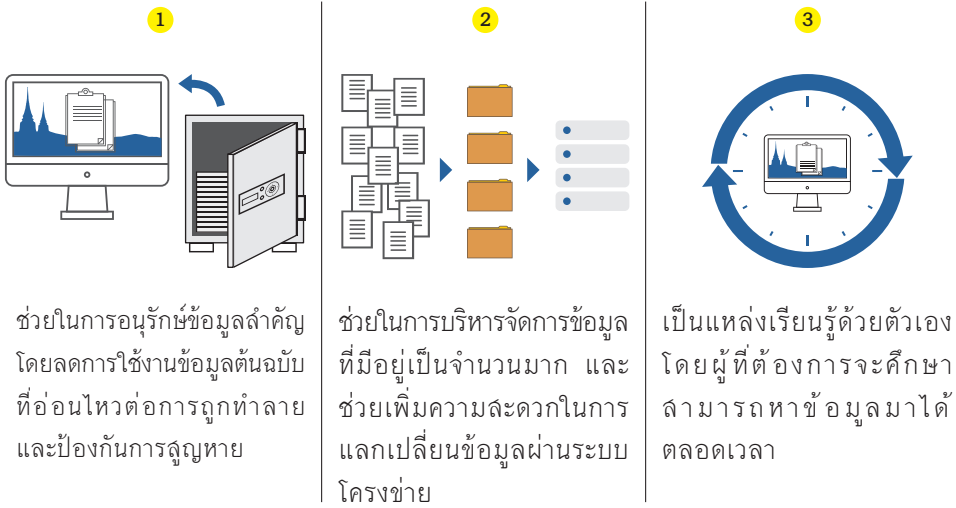 1
ช่วยในการอนุรักษ์ข้อมูลสำคัญ
โดยลดการใช้งานข้อมูลต้นฉบับ
ที่อ่อนไหวต่อการถูกทำลาย
และป้องกันการสูญหาย
2
ช่วยในการบริหารจัดการข้อมูล
ที่มีอยู่เป็นจำนวนมาก และ
ช่วยเพิ่มความสะดวกในการ
แลกเปลี่ยนข้อมูลผ่านระบบ
โครงข่าย
3
เป็นแหล่งเรียนรู้ด้วยตัวเอง
โดยผู้ที่ต้องการจะศึกษา
สามารถหาข้อมูลมาได้
ตลอดเวลา